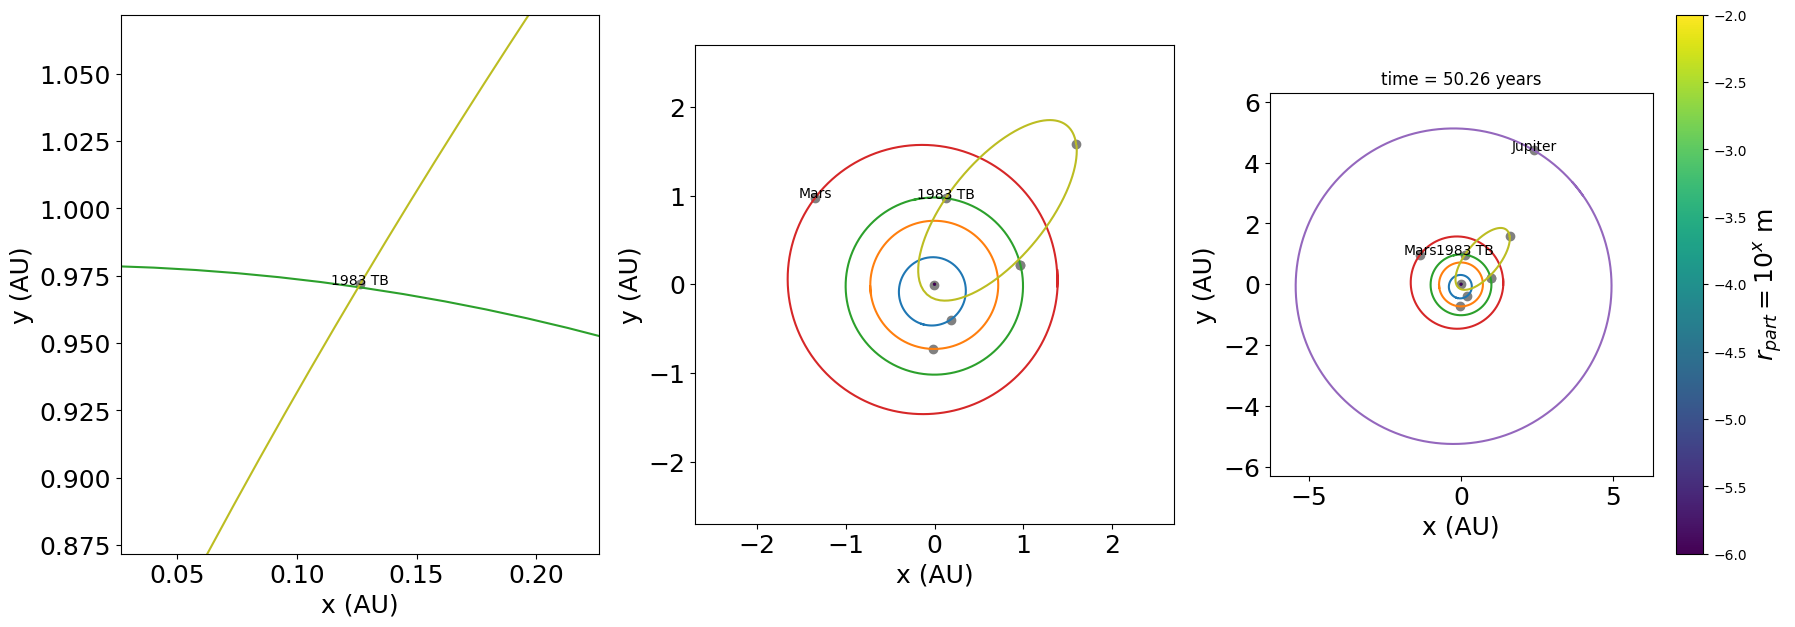 1.050
1.025
1.000
0.975
0.950
0.925
0.900
0.875
0.05
0.10
0.15
0.20
x (AU)
y (AU)
1983 TB
2
1
0
−1
−2
−2
−1
0
1
2
x (AU)
y (AU)
Mars
1983 TB
time = 50.26 years
6
4
2
0
−2
−4
−6
−5
0
5
x (AU)
y (AU)
Jupiter
Mars
1983 TB
−2.0
−2.5
−3.0
−3.5
−4.0
−4.5
−5.0
−5.5
−6.0
r_part = 10^x m